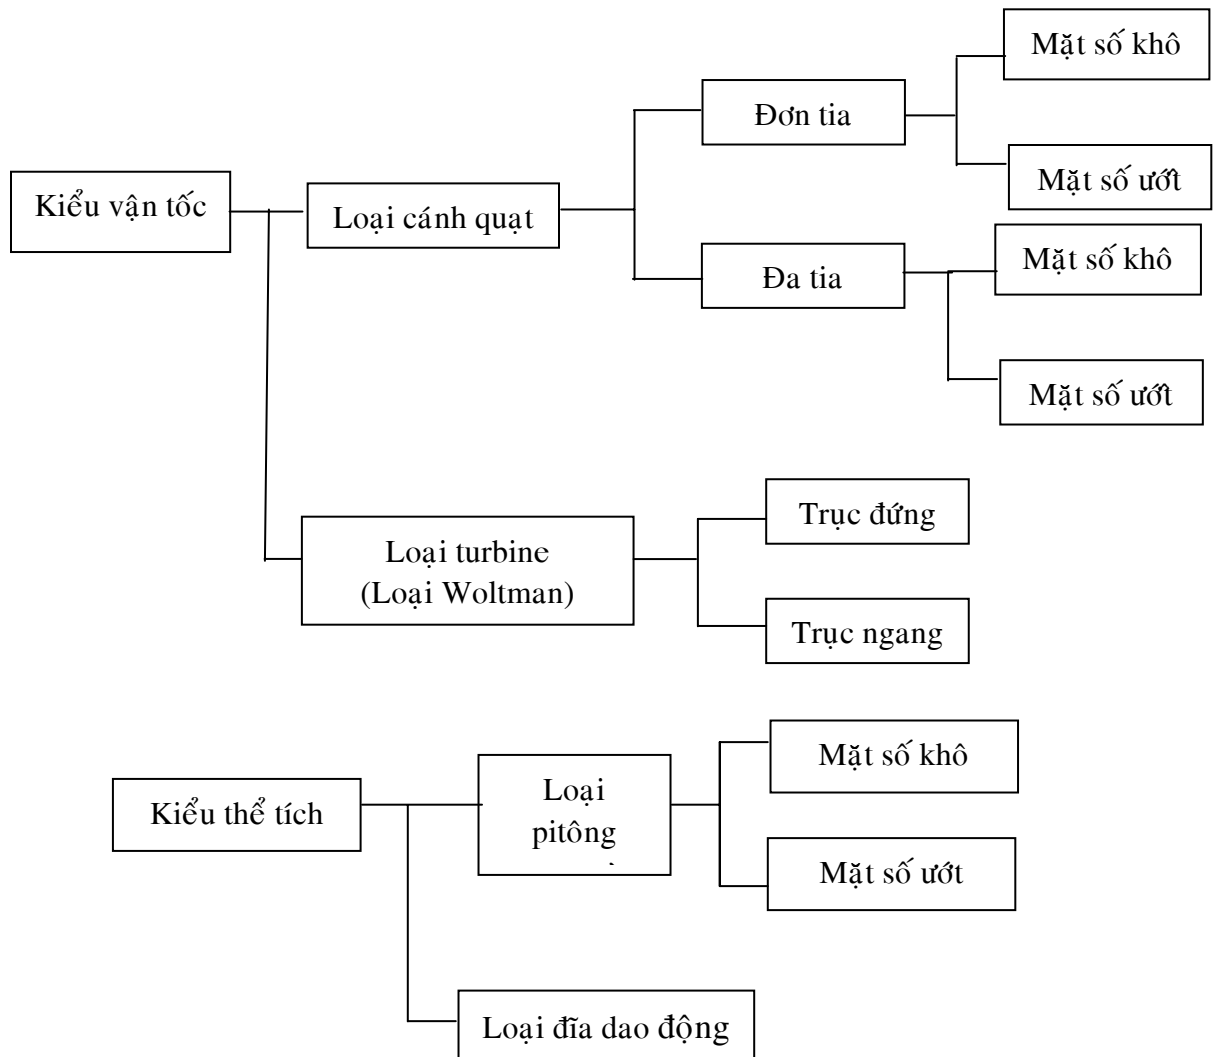 Mặt số khô
Đơn tia
Mặt số ướt
Kiểu vận tốc
Loại cánh quạt
Mặt số khô
Đa tia
Mặt số ướt
Trục đứng
Loại turbine
(Loại Woltman)
Trục ngang
Mặt số khô
Loại
pitông
Kiểu thể tích
Mặt số ướt
Loại đĩa dao động